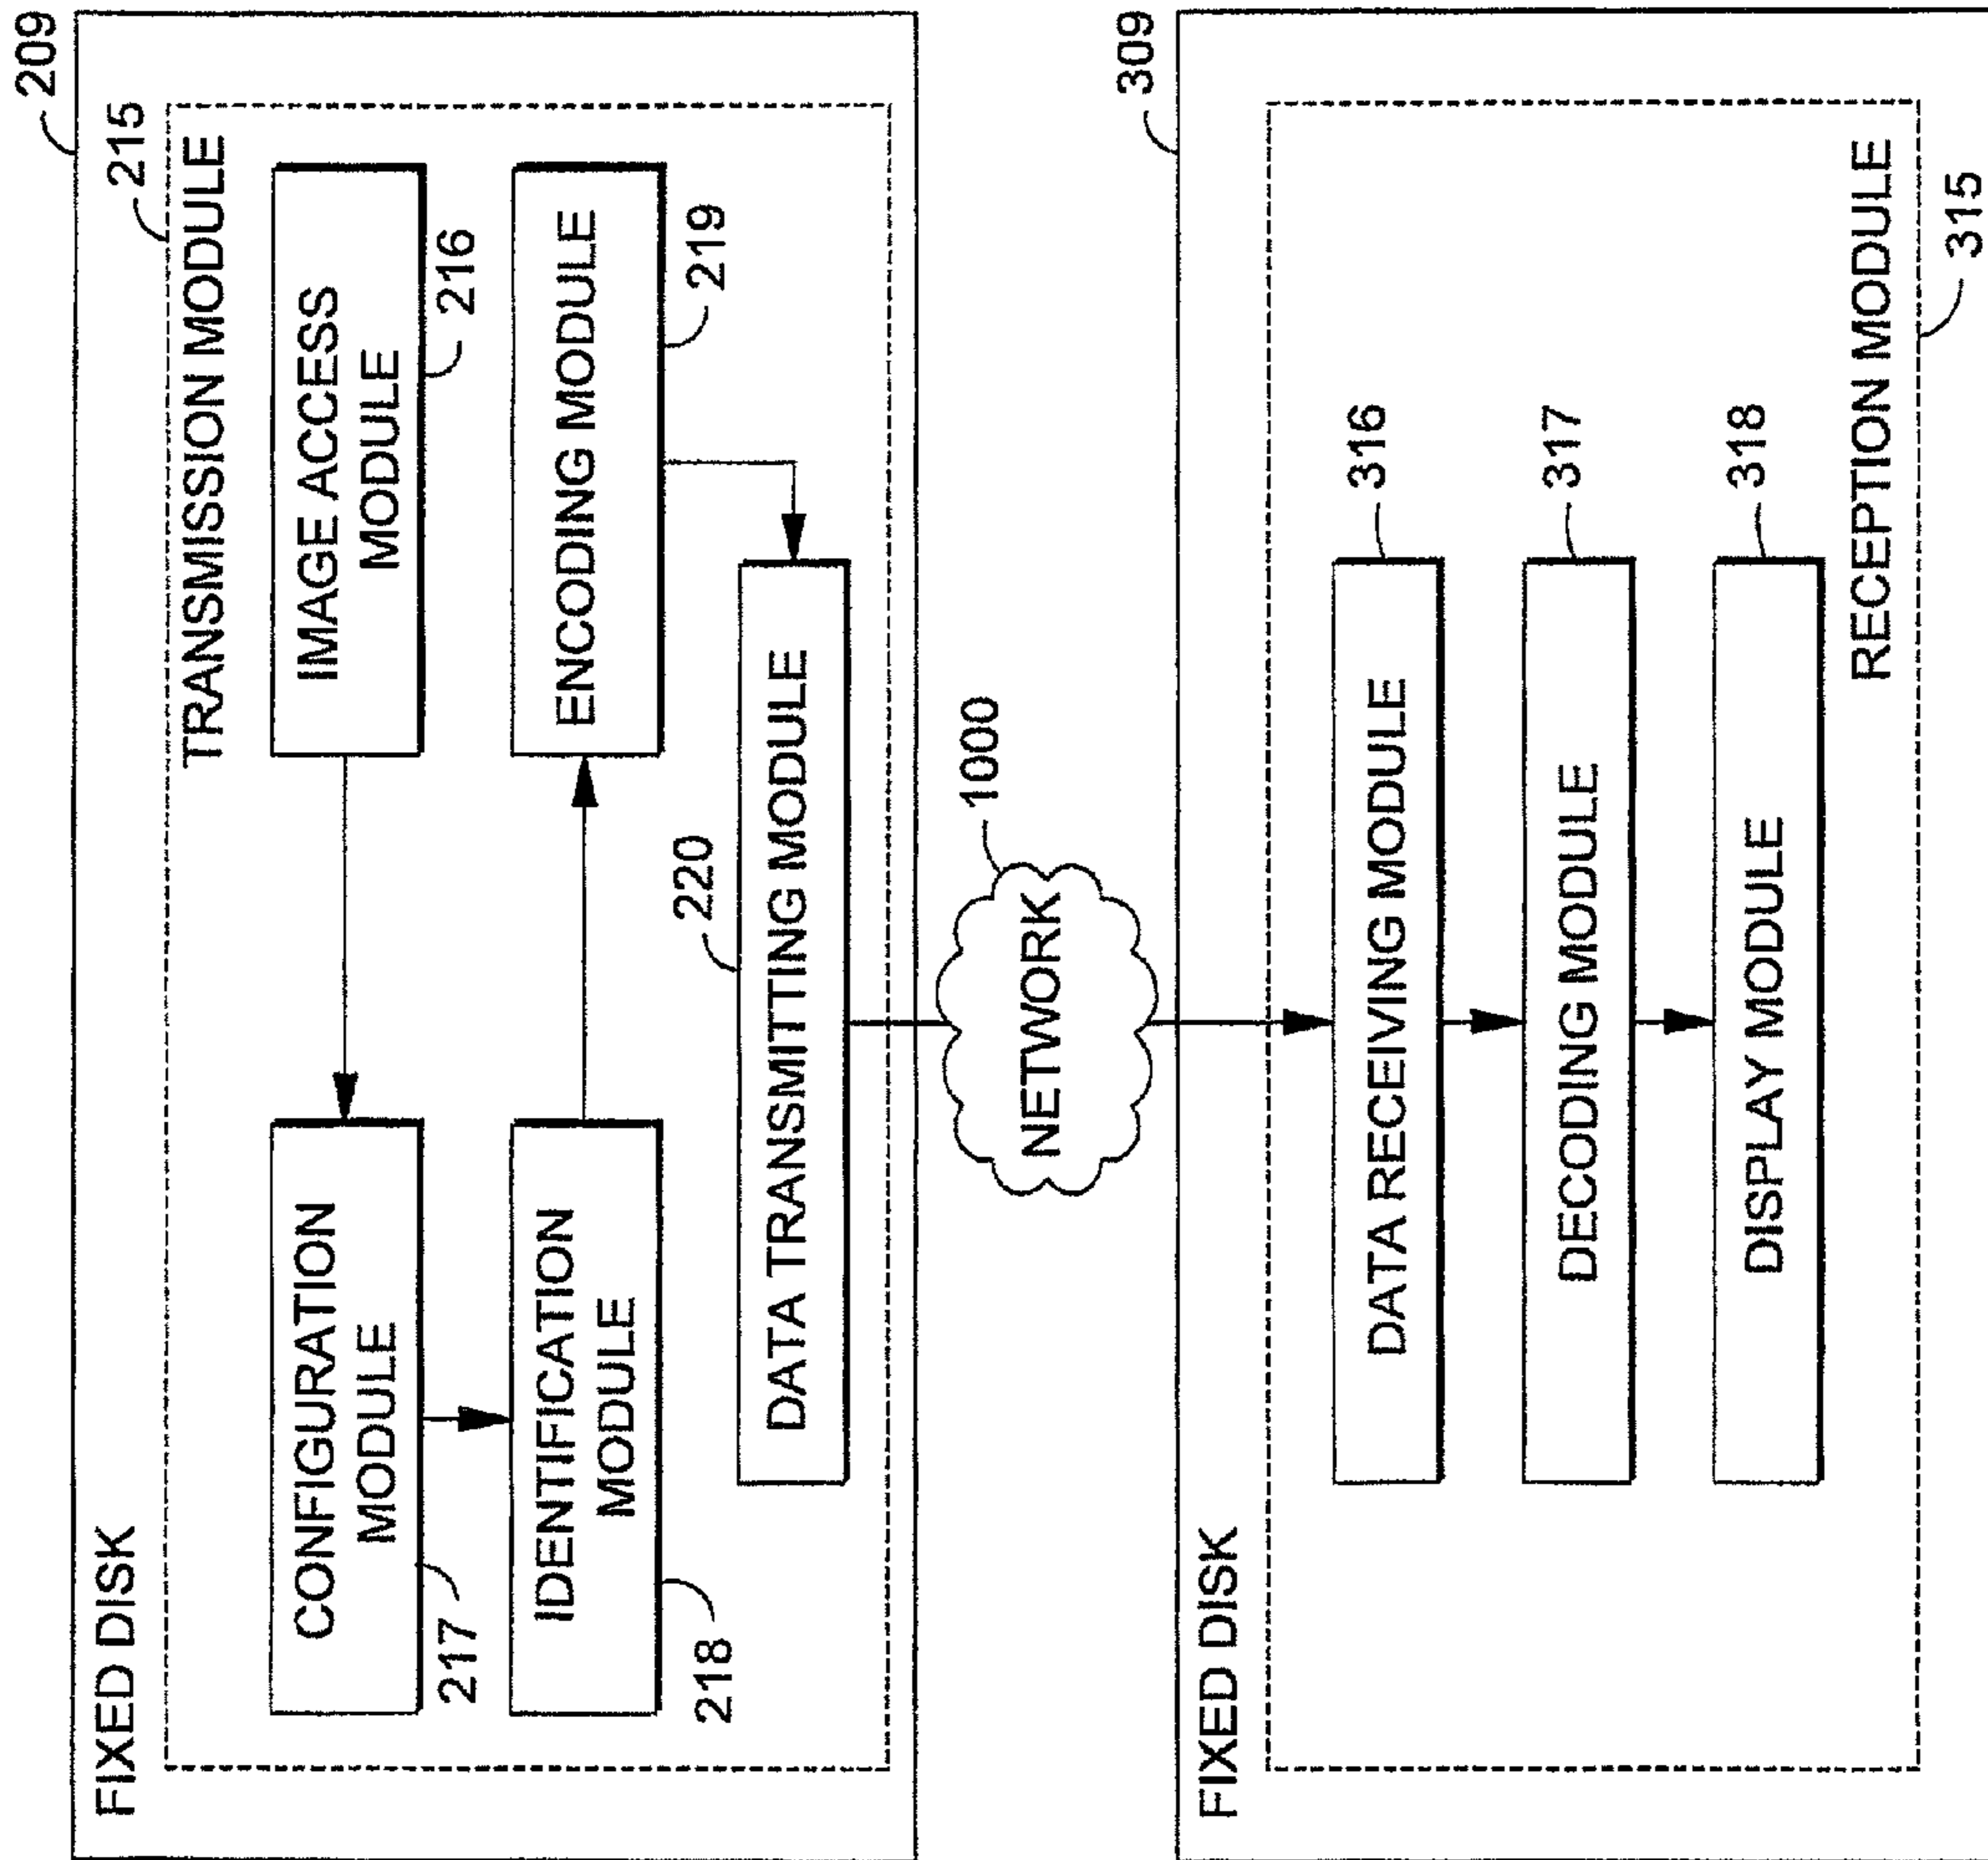 209
FIXED DISK
215
TRANSMISSION MODULE
CONFIGURATION
MODULE
217
IMAGE ACCESS
MODULE
216
IDENTIFICATION
MODULE
218
ENCODING MODULE
219
220
DATA TRANSMITTING MODULE
NETWORK
1000
309
FIXED DISK
DATA RECEIVING MODULE
316
DECODING MODULE
317
DISPLAY MODULE
318
RECEPTION MODULE
315